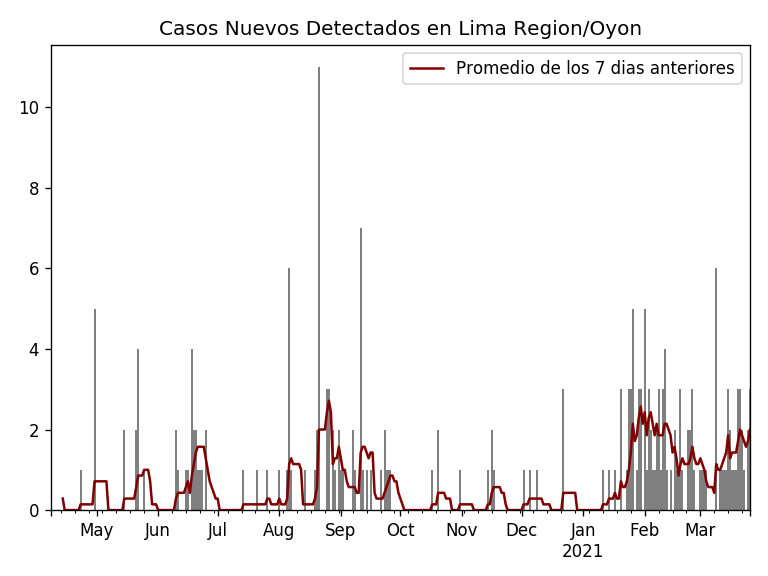 Casos Nuevos Detectados en Lima Region/Oyon
Promedio de los 7 dias anteriores
10
8
6
4
2
0
May Jun Jul Aug Sep Oct Nov Dec Jan Feb Mar
2021